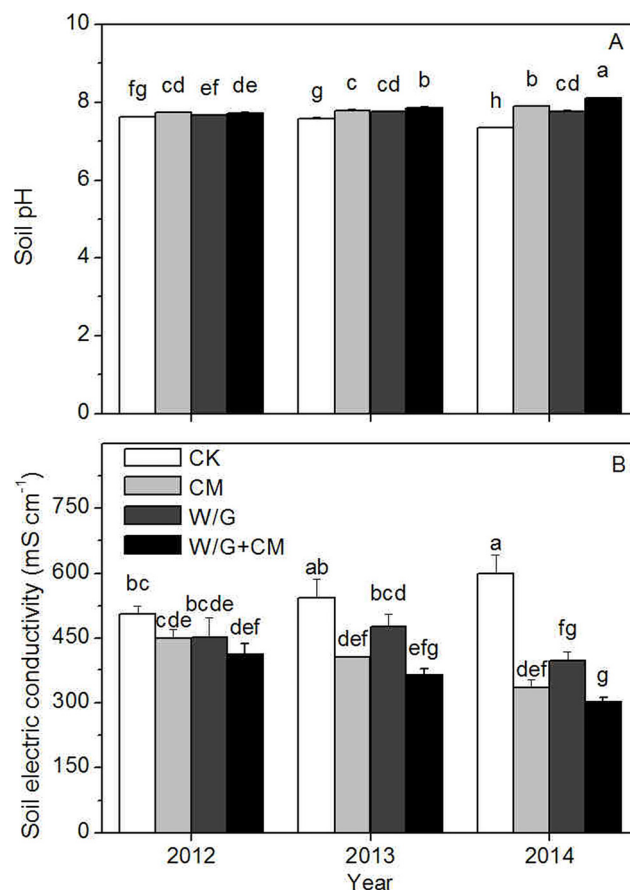 10
A
8
6
4
2
0
Soil pH
fg cd ef de
g c cd b
h b cd a
B
CK
CM
W/G
W/G+CM
750
600
450
300
150
0
Soil electric conductivity (mS cm⁻¹)
bc cde bcde def
ab def bcd efg
a def fg g
2012 2013 2014
Year